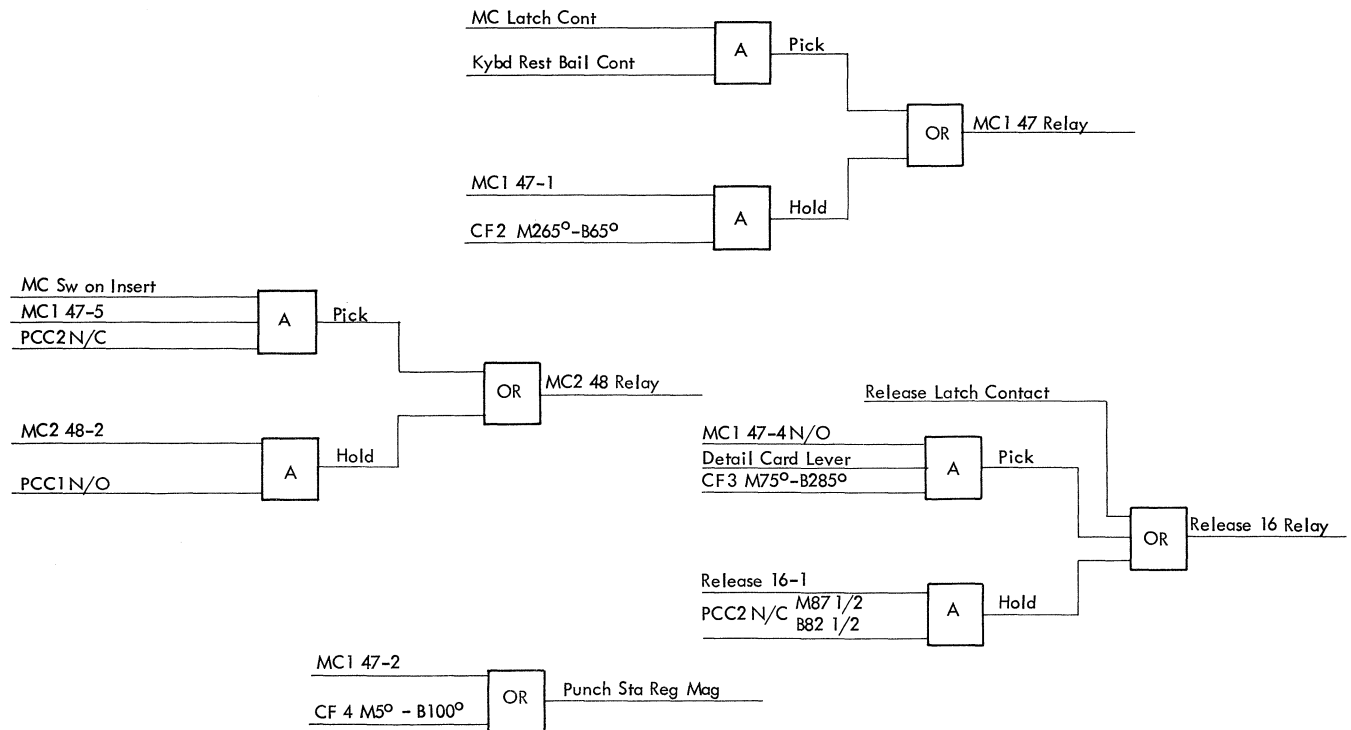 MC Latch Cont
A
Pick
Kybd Rest Bail Cont
OR
MC1 47 Relay
MC1 47-1
A
Hold
CF2 M265°-B65°
MC Sw on Insert
MC1 47-5
A
Pick
PCC2 N/C
OR
MC2 48 Relay
MC2 48-2
A
Hold
PCC1 N/O
Release Latch Contact
MC1 47-4 N/O
Detail Card Lever
A
Pick
CF3 M75°-B285°
OR
Release 16 Relay
Release 16-1
PCC2 N/C M87 1/2
B82 1/2
A
Hold
MC1 47-2
OR
Punch Sta Reg Mag
CF 4 M5° - B100°